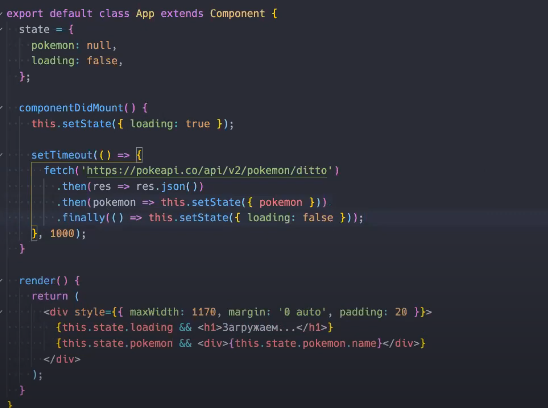 export default class App extends Component {
state = {
pokemon: null,
loading: false,
};
componentDidMount() {
this.setState({ loading: true });
setTimeout(() => {
fetch('https://pokeapi.co/api/v2/pokemon/ditto')
.then(res => res.json())
.then(pokemon => this.setState({ pokemon }))
.finally(() => this.setState({ loading: false }));
}, 1000);
}
render() {
return (
<div style={{ maxWidth: 1170, margin: '0 auto', padding: 20 }}>
{this.state.loading && <h1>Загружаем...</h1>}
{this.state.pokemon && <div>{this.state.pokemon.name}</div>}
</div>
);
}
}